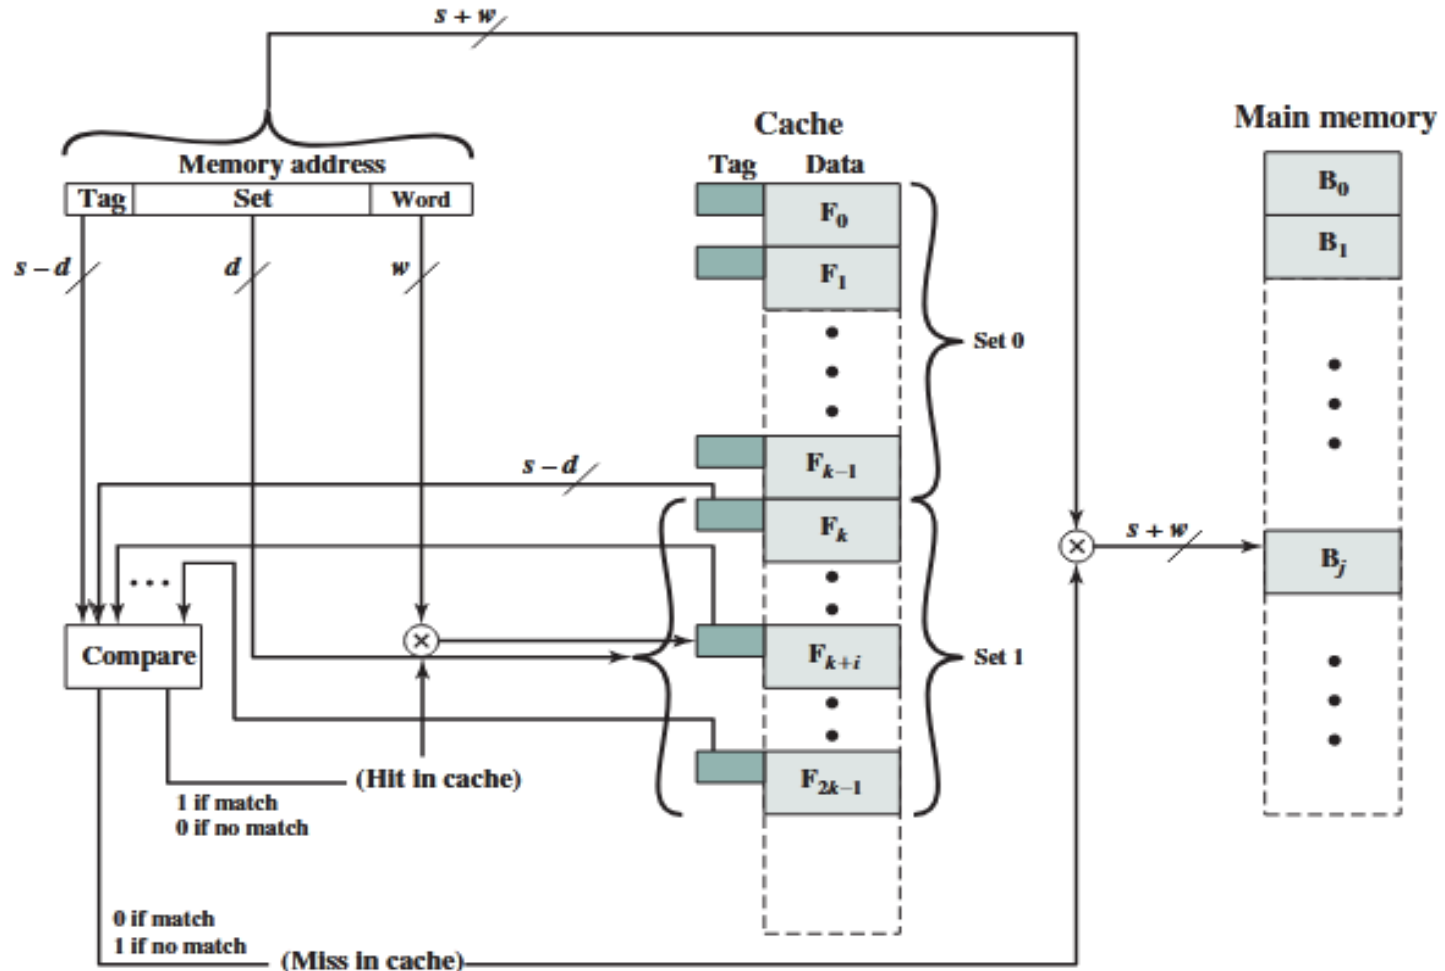 s + w
Cache
Main memory
Memory address
Tag Data
Tag Set Word
B0
F0
B1
s – d d w
F1
Set 0
Fk–1
s – d
Fk
s + w
Bj
• • •
Compare
Fk+i
Set 1
(Hit in cache)
F2k–1
1 if match
0 if no match
0 if match
1 if no match
(Miss in cache)